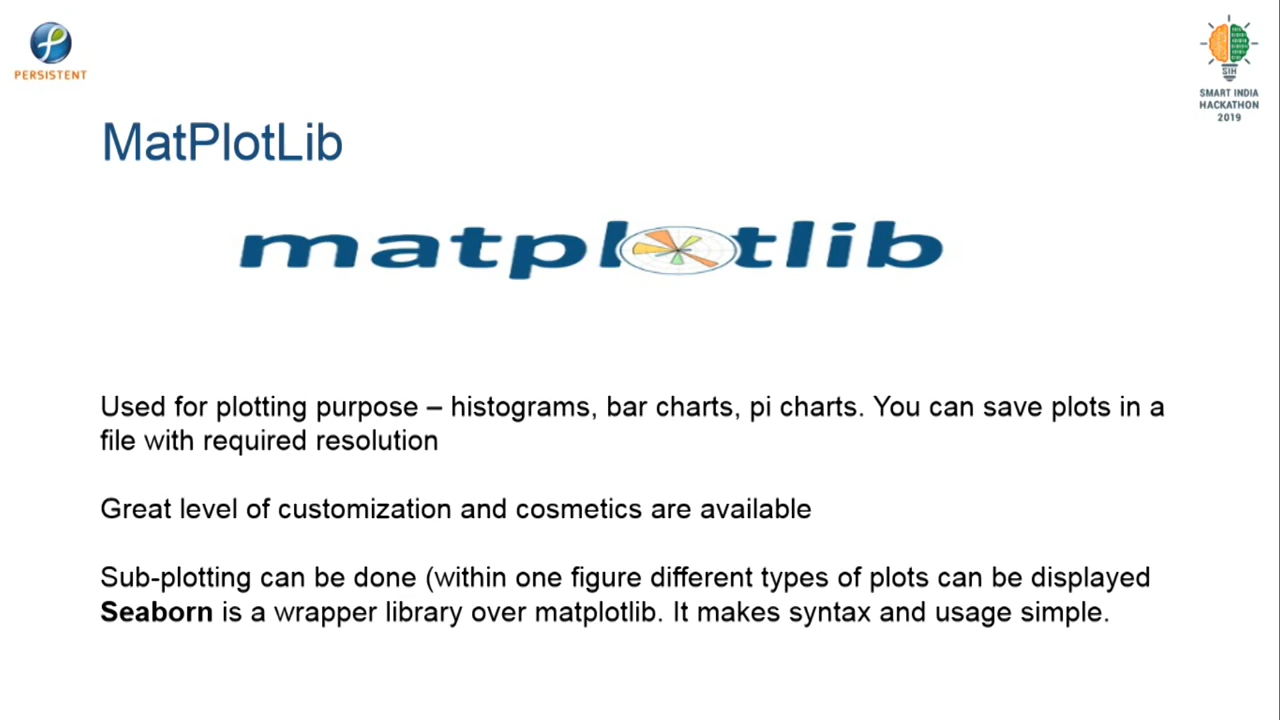 PERSISTENT
SIH
SMART INDIA
HACKATHON
2019
MatPlotLib
matplotlib
Used for plotting purpose – histograms, bar charts, pi charts. You can save plots in a
file with required resolution
Great level of customization and cosmetics are available
Sub-plotting can be done (within one figure different types of plots can be displayed
Seaborn is a wrapper library over matplotlib. It makes syntax and usage simple.